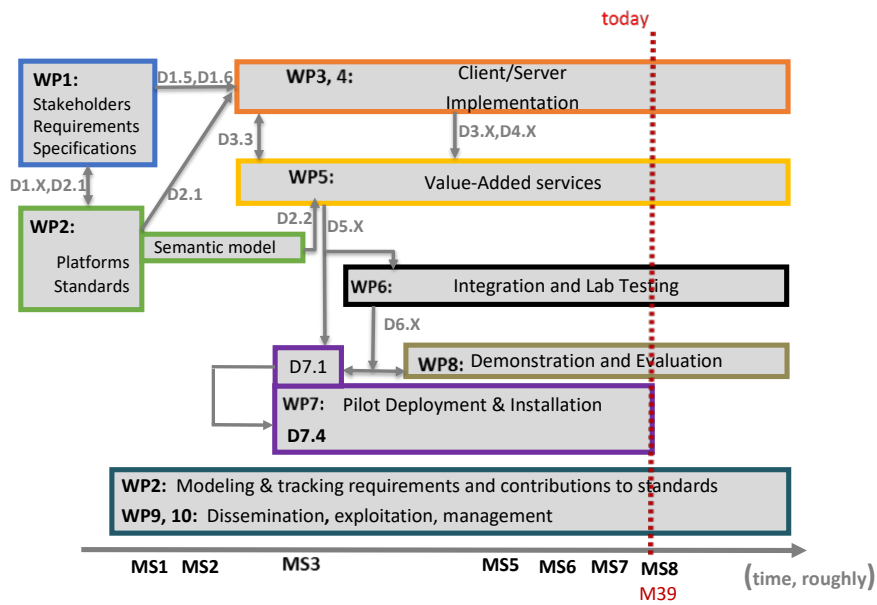 today
WP1:
Stakeholders
Requirements
Specifications
D1.5,D1.6
WP3, 4:
Client/Server
Implementation
D3.3
D3.X,D4.X
D1.X,D2.1
D2.1
WP5:
Value-Added services
WP2:
Platforms
Standards
Semantic model
D2.2
D5.X
WP6:
Integration and Lab Testing
D6.X
D7.1
WP8: Demonstration and Evaluation
WP7: Pilot Deployment & Installation
D7.4
WP2: Modeling & tracking requirements and contributions to standards
WP9, 10: Dissemination, exploitation, management
MS1 MS2 MS3 MS5 MS6 MS7 MS8
(time, roughly)
M39